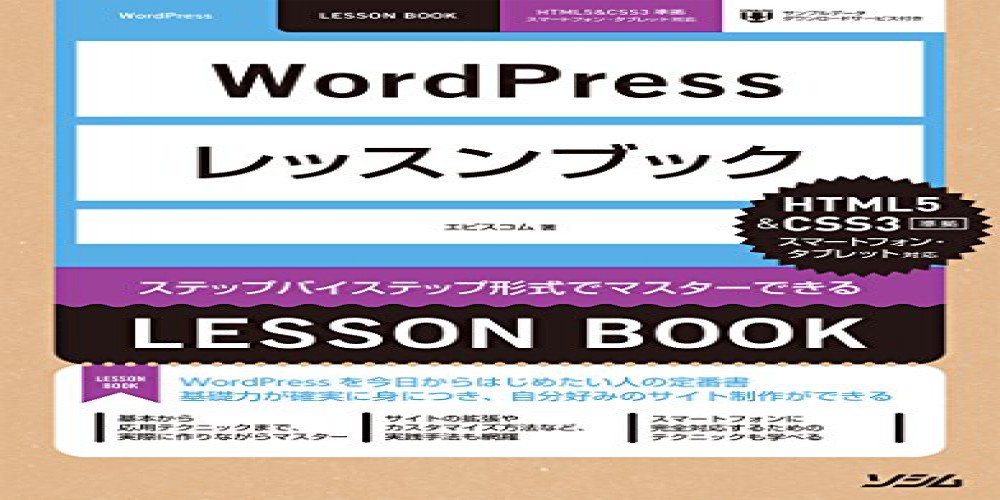 WordPress
LESSON BOOK
HTML5&CSS3 準拠
スマートフォン・タブレット対応
サンプルデータ
ダウンロードサービス付き
WordPress
レッスンブック
エビスコム 著
HTML5
&CSS3 準拠
スマートフォン・
タブレット対応
ステップバイステップ形式でマスターできる
LESSON BOOK
LESSON
BOOK
WordPress を今日からはじめたい人の定番書
基礎力が確実に身につき、自分好みのサイト制作ができる
基本から
応用テクニックまで、
実際に作りながらマスター
サイトの拡張や
カスタマイズ方法など、
実践手法も網羅
スマートフォンに
完全対応するための
テクニックも学べる
ソシム